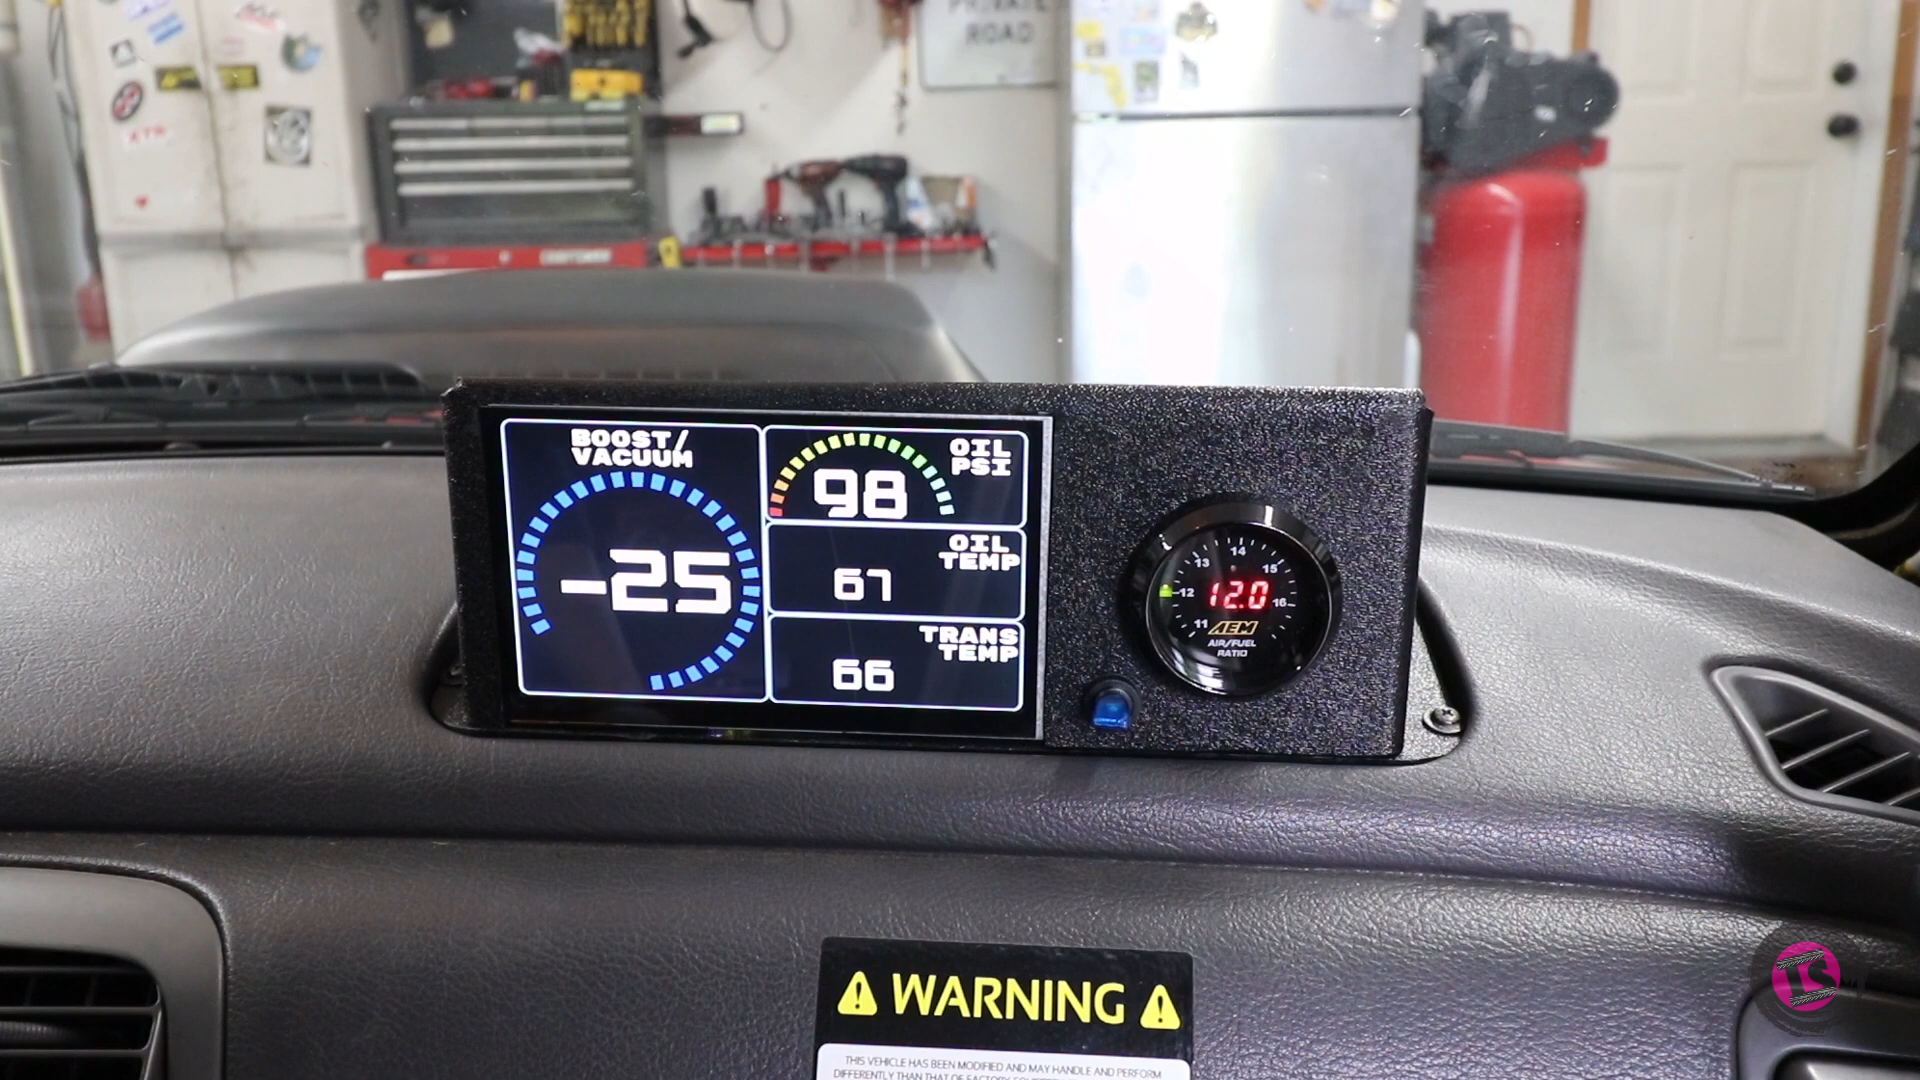 PRIVATE
ROAD
BOOST/
VACUUM
-25
98
OIL
PSI
67
OIL
TEMP
66
TRANS
TEMP
14
13
15
12
12.0
16
11
AEM
AIR/FUEL
RATIO
WARNING
THIS VEHICLE HAS BEEN MODIFIED AND MAY HANDLE AND PERFORM
DIFFERENTLY THAN THAT OF FACTORY